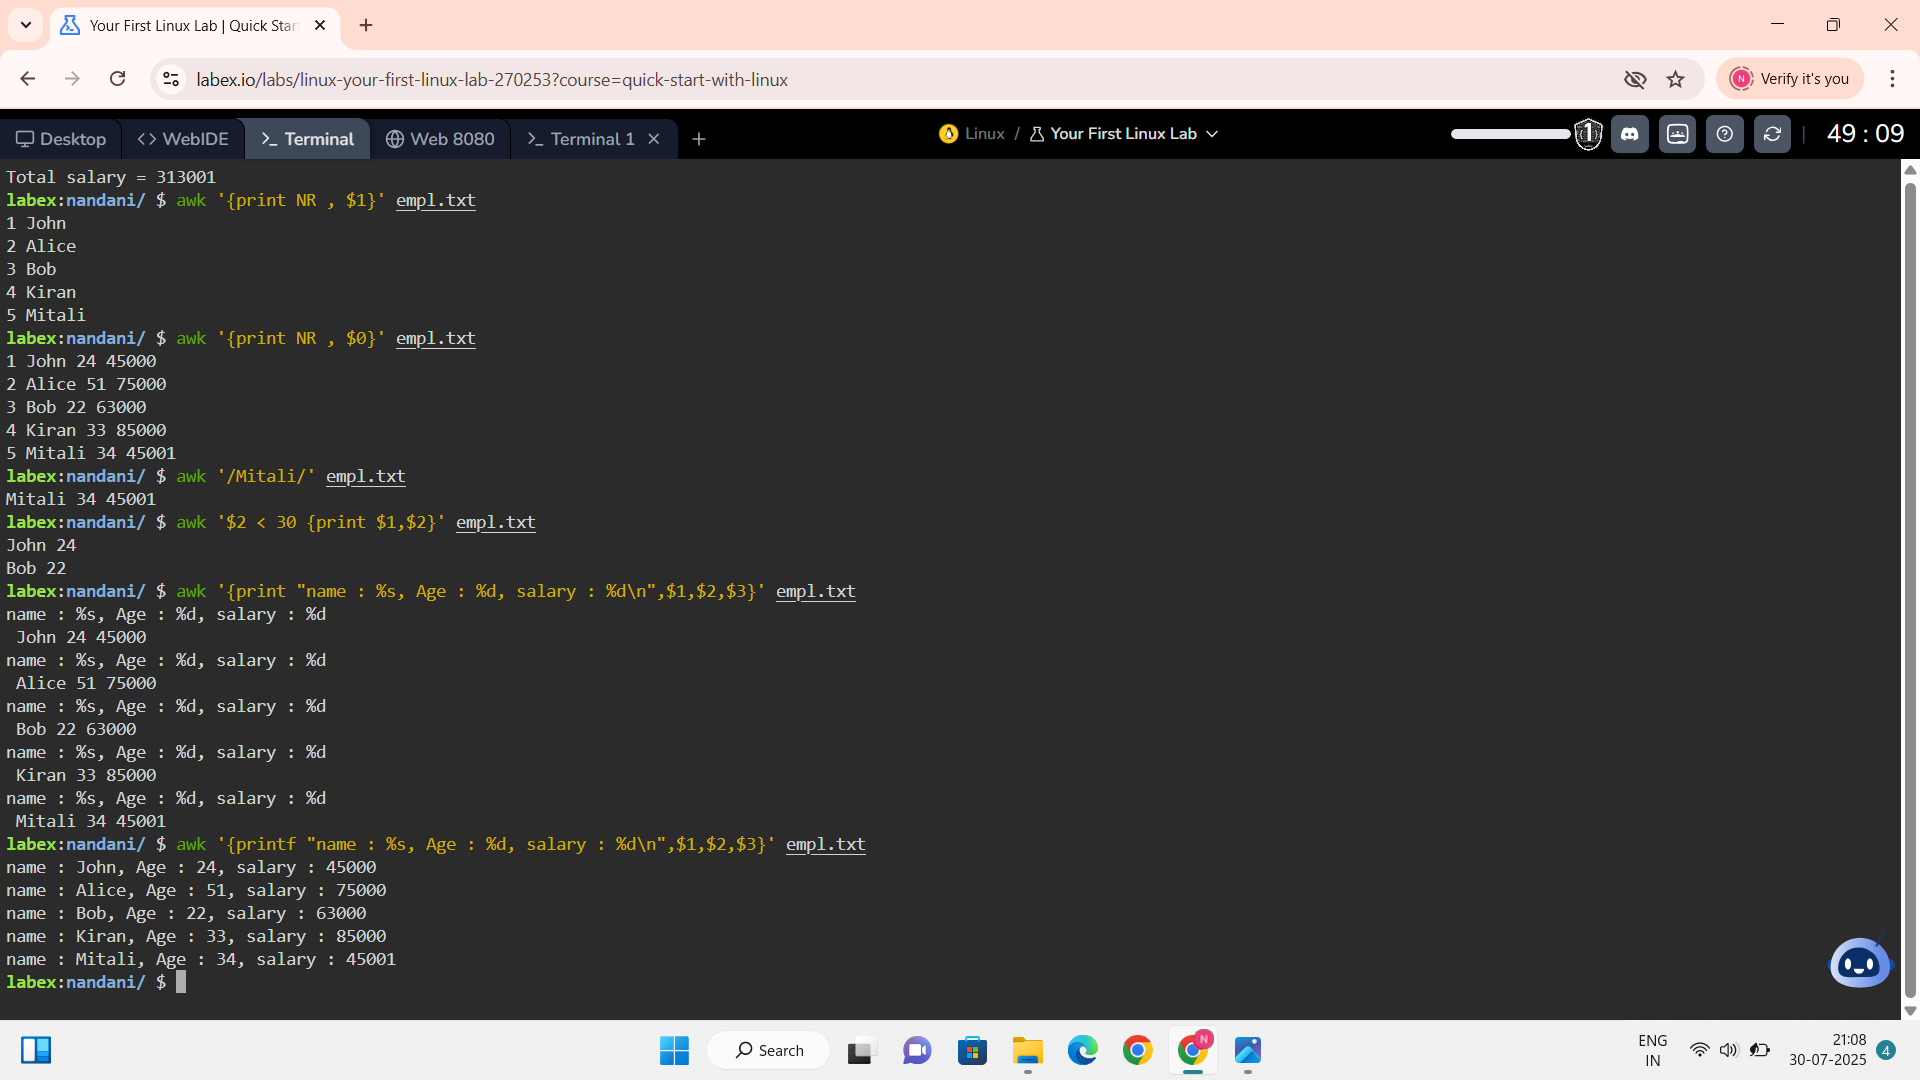 Your First Linux Lab | Quick Star
labex.io/labs/linux-your-first-linux-lab-270253?course=quick-start-with-linux
N
Verify it's you
Desktop
WebIDE
Terminal
Web 8080
Terminal 1
Linux / Your First Linux Lab
1
49 : 09
Total salary = 313001
labex:nandani/ $ awk '{print NR , $1}' empl.txt
1 John
2 Alice
3 Bob
4 Kiran
5 Mitali
labex:nandani/ $ awk '{print NR , $0}' empl.txt
1 John 24 45000
2 Alice 51 75000
3 Bob 22 63000
4 Kiran 33 85000
5 Mitali 34 45001
labex:nandani/ $ awk '/Mitali/' empl.txt
Mitali 34 45001
labex:nandani/ $ awk '$2 < 30 {print $1,$2}' empl.txt
John 24
Bob 22
labex:nandani/ $ awk '{print "name : %s, Age : %d, salary : %d\n",$1,$2,$3}' empl.txt
name : %s, Age : %d, salary : %d
 John 24 45000
name : %s, Age : %d, salary : %d
 Alice 51 75000
name : %s, Age : %d, salary : %d
 Bob 22 63000
name : %s, Age : %d, salary : %d
 Kiran 33 85000
name : %s, Age : %d, salary : %d
 Mitali 34 45001
labex:nandani/ $ awk '{printf "name : %s, Age : %d, salary : %d\n",$1,$2,$3}' empl.txt
name : John, Age : 24, salary : 45000
name : Alice, Age : 51, salary : 75000
name : Bob, Age : 22, salary : 63000
name : Kiran, Age : 33, salary : 85000
name : Mitali, Age : 34, salary : 45001
labex:nandani/ $
Search
N
ENG
IN
21:08
30-07-2025
4